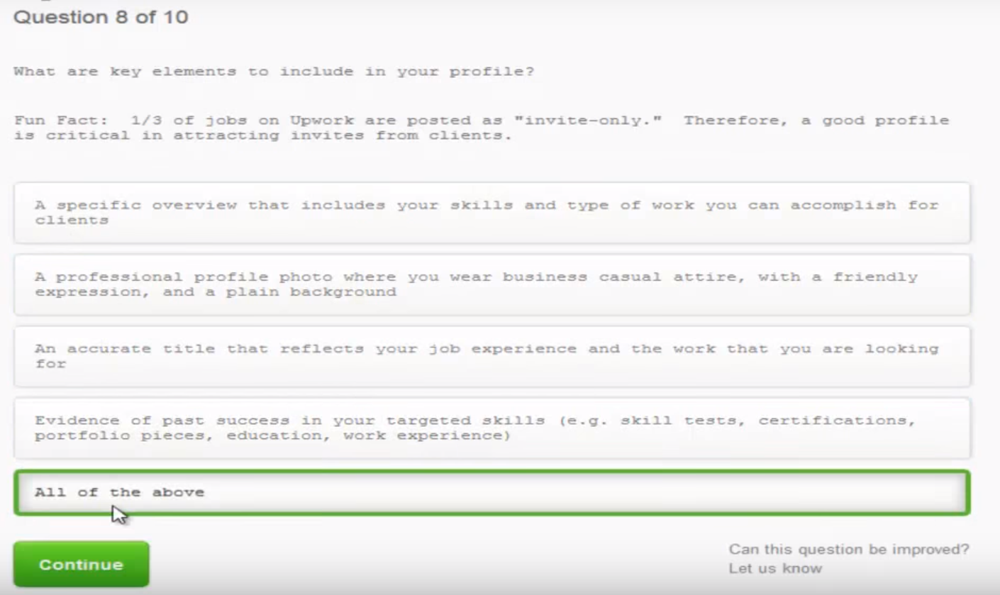 Question 8 of 10
What are key elements to include in your profile?
Fun Fact:  1/3 of jobs on Upwork are posted as "invite-only."  Therefore, a good profile
is critical in attracting invites from clients.
A specific overview that includes your skills and type of work you can accomplish for
clients
A professional profile photo where you wear business casual attire, with a friendly
expression, and a plain background
An accurate title that reflects your job experience and the work that you are looking
for
Evidence of past success in your targeted skills (e.g. skill tests, certifications,
portfolio pieces, education, work experience)
All of the above
Continue
Can this question be improved?
Let us know